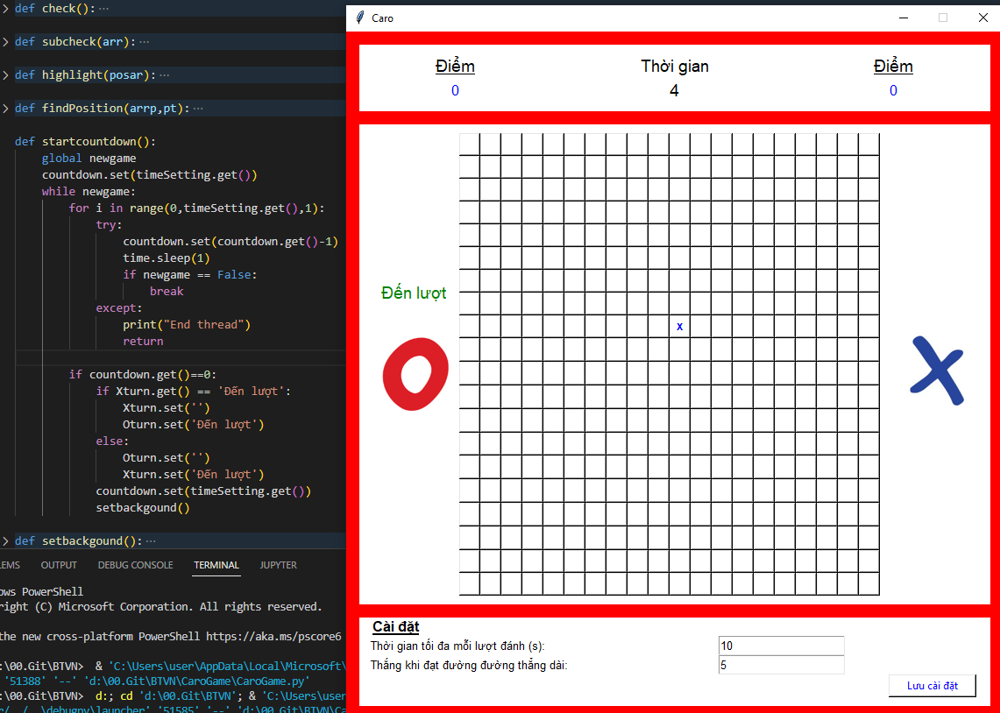 def check():···
def subcheck(arr):···
def highlight(posar):···
def findPosition(arrp,pt):···
def startcountdown():
global newgame
countdown.set(timeSetting.get())
while newgame:
for i in range(0,timeSetting.get(),1):
try:
countdown.set(countdown.get()-1)
time.sleep(1)
if newgame == False:
break
except:
print("End thread")
return
if countdown.get()==0:
if Xturn.get() == 'Đến lượt':
Xturn.set('')
Oturn.set('Đến lượt')
else:
Oturn.set('')
Xturn.set('Đến lượt')
countdown.set(timeSetting.get())
setbackgound()
def setbackgound():···
LEMS OUTPUT DEBUG CONSOLE TERMINAL JUPYTER
ows PowerShell
right (C) Microsoft Corporation. All rights reserved.
the new cross-platform PowerShell https://aka.ms/pscore6
:\00.Git\BTVN> & 'C:\Users\user\AppData\Local\Microsoft\
'51388' '--' 'd:\00.Git\BTVN\CaroGame\CaroGame.py'
:\00.Git\BTVN> d:; cd 'd:\00.Git\BTVN'; & 'C:\Users\user
'51585' '--' 'd:\00.Git\BTVN\Ca
Caro
Điểm Thời gian Điểm
0 4 0
Đến lượt
x
O X
Cài đặt
Thời gian tối đa mỗi lượt đánh (s): 10
Thắng khi đạt đường đường thẳng dài: 5
Lưu cài đặt